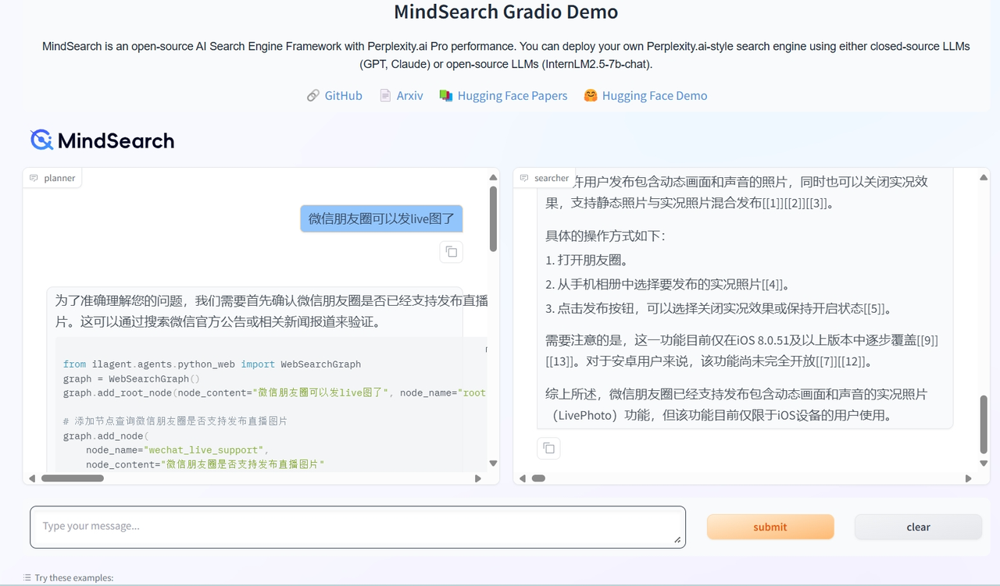 MindSearch Gradio Demo
MindSearch is an open-source AI Search Engine Framework with Perplexity.ai Pro performance. You can deploy your own Perplexity.ai-style search engine using either closed-source LLMs
(GPT, Claude) or open-source LLMs (InternLM2.5-7b-chat).
GitHub Arxiv Hugging Face Papers Hugging Face Demo
MindSearch
planner
微信朋友圈可以发live图了
为了准确理解您的问题，我们需要首先确认微信朋友圈是否已经支持发布直播
片。这可以通过搜索微信官方公告或相关新闻报道来验证。
from ilagent.agents.python_web import WebSearchGraph
graph = WebSearchGraph()
graph.add_root_node(node_content="微信朋友圈可以发live图了", node_name="root
# 添加节点查询微信朋友圈是否支持发布直播图片
graph.add_node(
node_name="wechat_live_support",
node_content="微信朋友圈是否支持发布直播图片"
searcher
许用户发布包含动态画面和声音的照片，同时也可以关闭实况效
果，支持静态照片与实况照片混合发布[[1]][[2]][[3]]。
具体的操作方式如下：
1. 打开朋友圈。
2. 从手机相册中选择要发布的实况照片[[4]]。
3. 点击发布按钮，可以选择关闭实况效果或保持开启状态[[5]]。
需要注意的是，这一功能目前仅在iOS 8.0.51及以上版本中逐步覆盖[[9]]
[[13]]。对于安卓用户来说，该功能尚未完全开放[[7]][[12]]。
综上所述，微信朋友圈已经支持发布包含动态画面和声音的实况照片
（LivePhoto）功能，但该功能目前仅限于iOS设备的用户使用。
Type your message...
submit
clear
Try these examples: